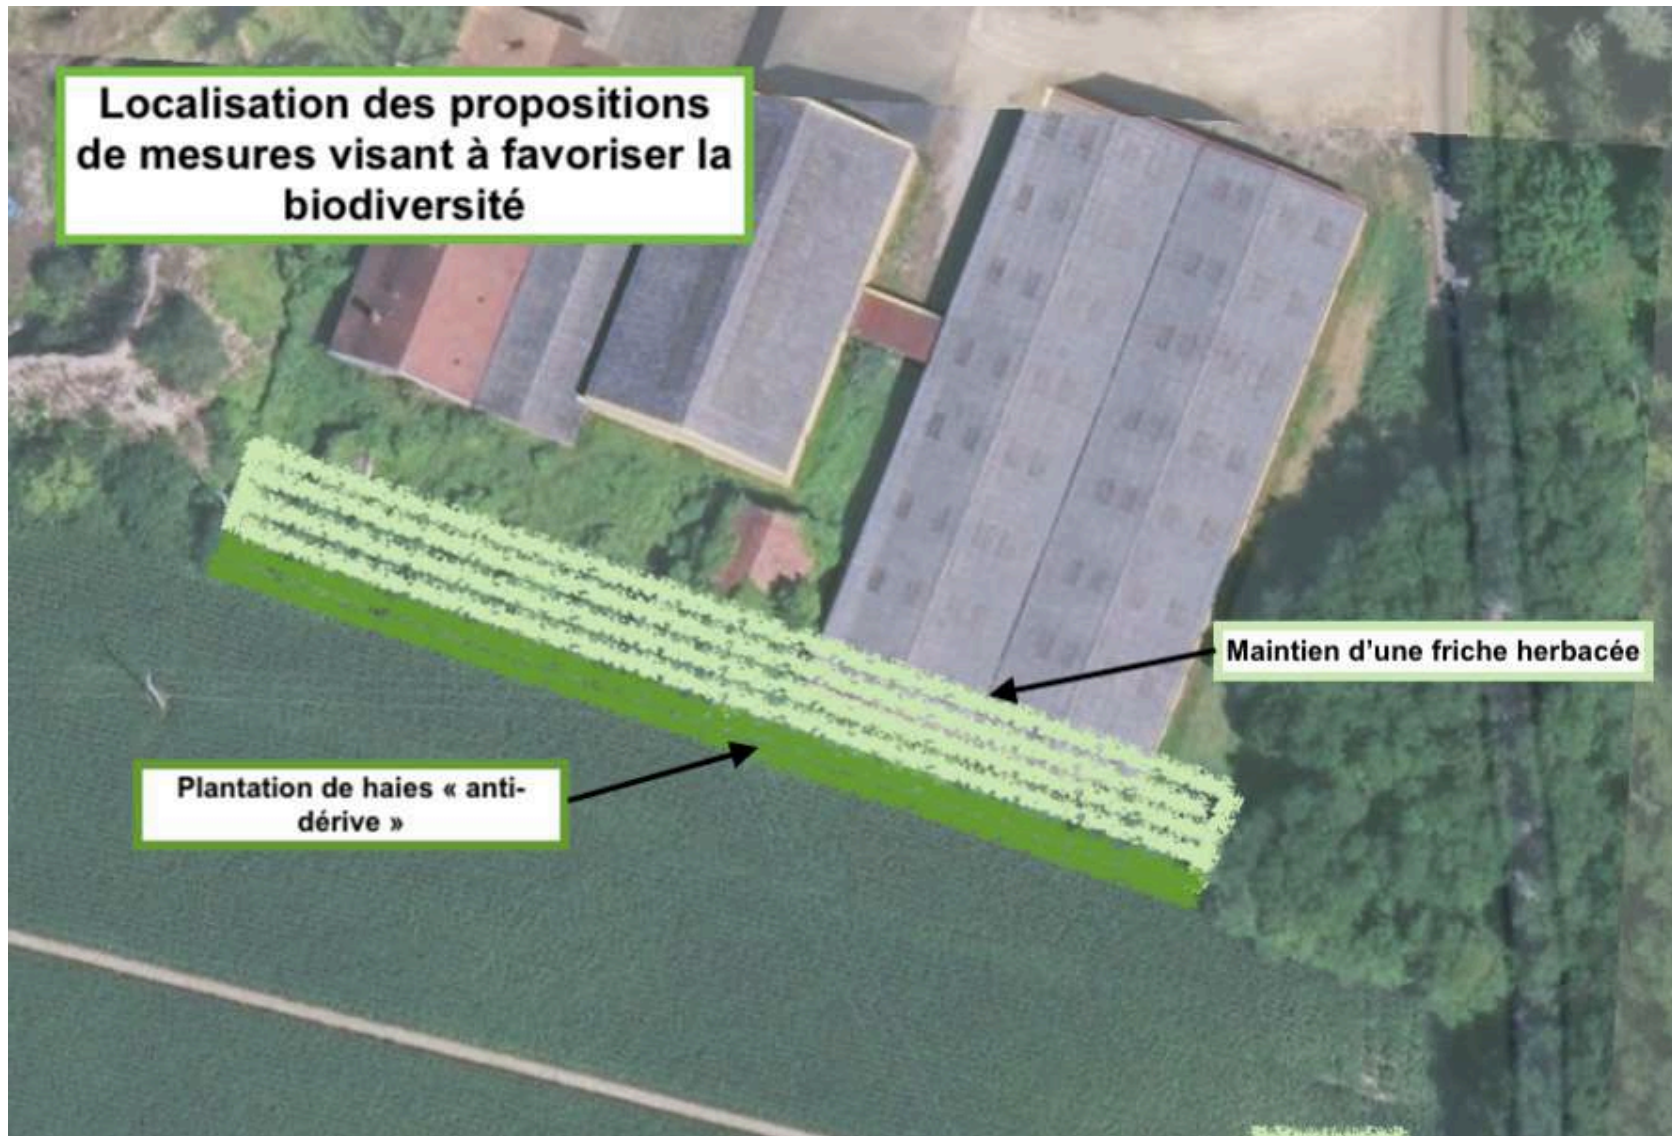 Localisation des propositions
de mesures visant à favoriser la
biodiversité
Maintien d’une friche herbacée
Plantation de haies « anti-
dérive »